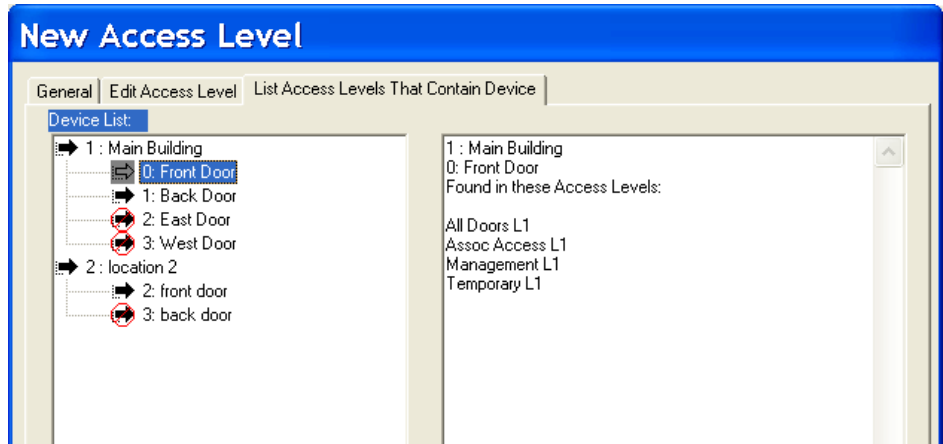 New Access Level
General Edit Access Level List Access Levels That Contain Device
Device List:
1 : Main Building
0: Front Door
1: Back Door
2: East Door
3: West Door
2 : location 2
2: front door
3: back door
1 : Main Building
0: Front Door
Found in these Access Levels:
All Doors L1
Assoc Access L1
Management L1
Temporary L1